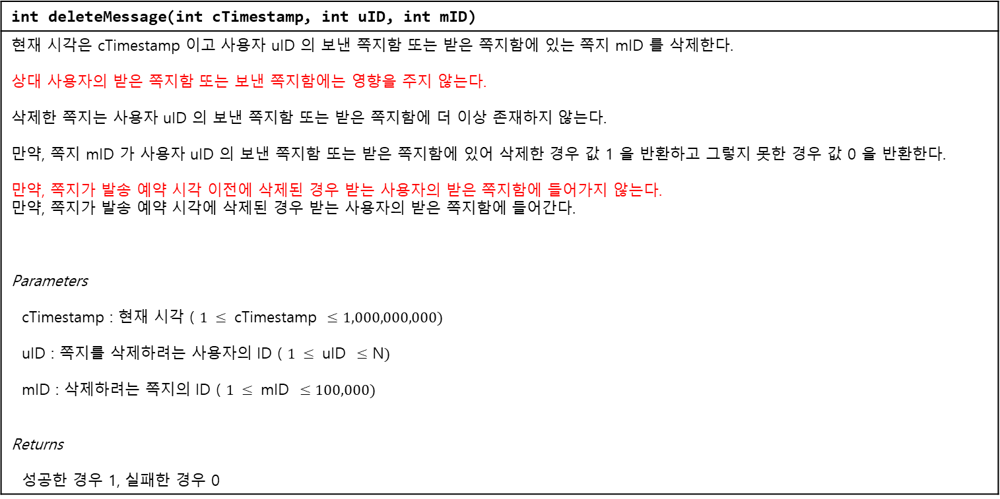 int deleteMessage(int cTimestamp, int uID, int mID)
현재 시각은 cTimestamp 이고 사용자 uID 의 보낸 쪽지함 또는 받은 쪽지함에 있는 쪽지 mID 를 삭제한다.
상대 사용자의 받은 쪽지함 또는 보낸 쪽지함에는 영향을 주지 않는다.
삭제한 쪽지는 사용자 uID 의 보낸 쪽지함 또는 받은 쪽지함에 더 이상 존재하지 않는다.
만약, 쪽지 mID 가 사용자 uID 의 보낸 쪽지함 또는 받은 쪽지함에 있어 삭제한 경우 값 1 을 반환하고 그렇지 못한 경우 값 0 을 반환한다.
만약, 쪽지가 발송 예약 시각 이전에 삭제된 경우 받는 사용자의 받은 쪽지함에 들어가지 않는다.
만약, 쪽지가 발송 예약 시각에 삭제된 경우 받는 사용자의 받은 쪽지함에 들어간다.
Parameters
cTimestamp : 현재 시각 ( 1 ≤ cTimestamp ≤ 1,000,000,000)
uID : 쪽지를 삭제하려는 사용자의 ID ( 1 ≤ uID ≤ N)
mID : 삭제하려는 쪽지의 ID ( 1 ≤ mID ≤ 100,000)
Returns
성공한 경우 1, 실패한 경우 0